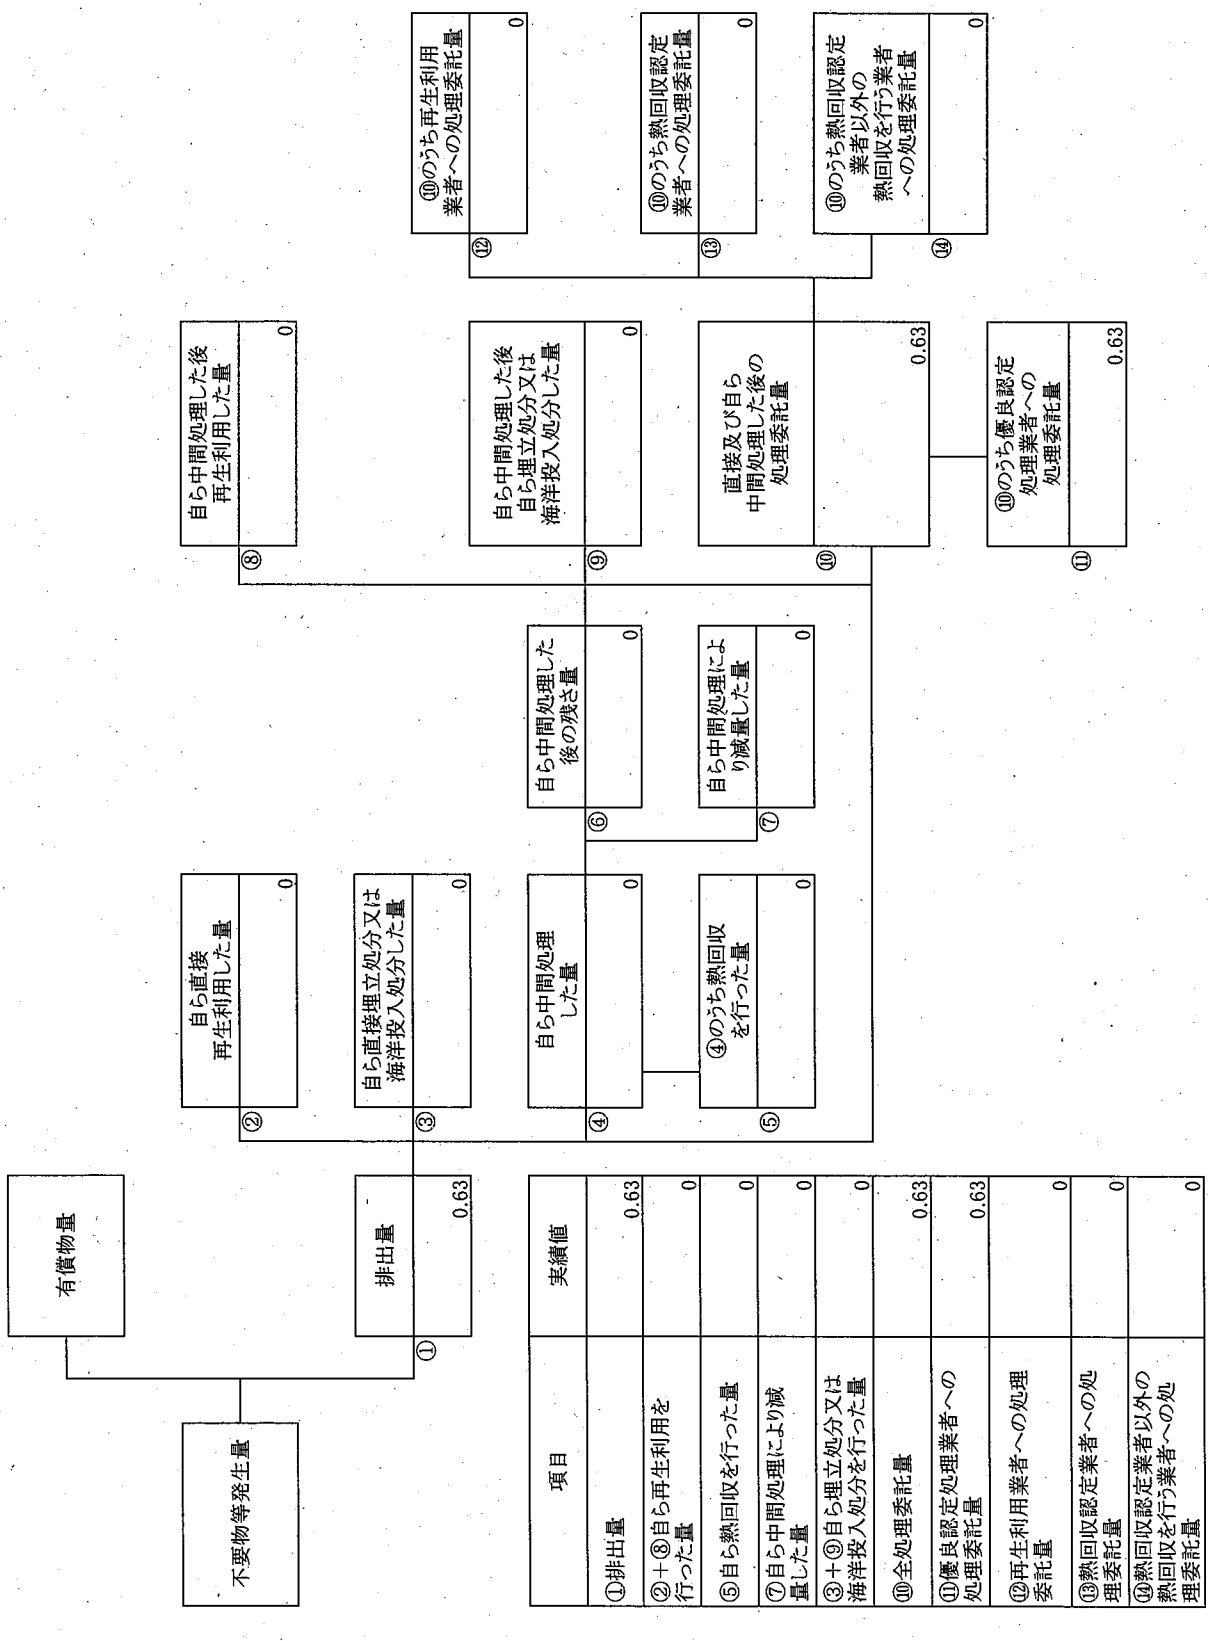 不要物等発生量
有償物量
①
排出量
0.63
②
自ら直接
再生利用した量
0
③
自ら直接埋立処分又は
海洋投入処分した量
0
④
自ら中間処理
した量
0
⑤
④のうち熱回収
を行った量
0
⑥
自ら中間処理した
後の残さ量
0
⑦
自ら中間処理によ
り減量した量
0
⑧
自ら中間処理した後
再生利用した量
0
⑨
自ら中間処理した後
自ら埋立処分又は
海洋投入処分した量
0
⑩
直接及び自ら
中間処理した後の
処理委託量
0.63
⑪
⑩のうち優良認定
処理業者への
処理委託量
0.63
⑫
⑩のうち再生利用
業者への処理委託量
0
⑬
⑩のうち熱回収認定
業者への処理委託量
0
⑭
⑩のうち熱回収認定
業者以外の
熱回収を行う業者
への処理委託量
0
項目
実績値
①排出量
0.63
②+⑧自ら再生利用を
行った量
0
⑤自ら熱回収を行った量
0
⑦自ら中間処理により減
量した量
0
③+⑨自ら埋立処分又は
海洋投入処分を行った量
0
⑩全処理委託量
0.63
⑪優良認定処理業者への
処理委託量
0.63
⑫再生利用業者への処理
委託量
0
⑬熱回収認定業者への処
理委託量
0
⑭熱回収認定業者以外の
熱回収を行う業者への処
理委託量
0